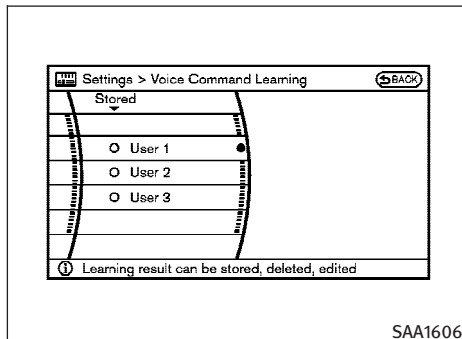 Settings > Voice Command Learning BACK
Stored
User 1
User 2
User 3
Learning result can be stored, deleted, edited
SAA1606